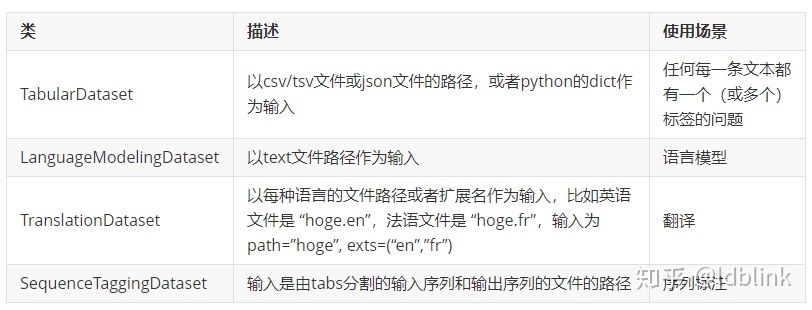 类 描述 使用场景
TabularDataset
以csv/tsv文件或json文件的路径，或者python的dict作
为输入
任何每一条文本都
有一个（或多个）
标签的问题
LanguageModelingDataset 以text文件路径作为输入 语言模型
TranslationDataset
以每种语言的文件路径或者扩展名作为输入，比如英语
文件是 “hoge.en”，法语文件是 “hoge.fr”，输入为
path=”hoge”, exts=(“en”,”fr”)
翻译
SequenceTaggingDataset 输入是由tabs分割的输入序列和输出序列的文件的路径 序列标注
知乎 @ldblink